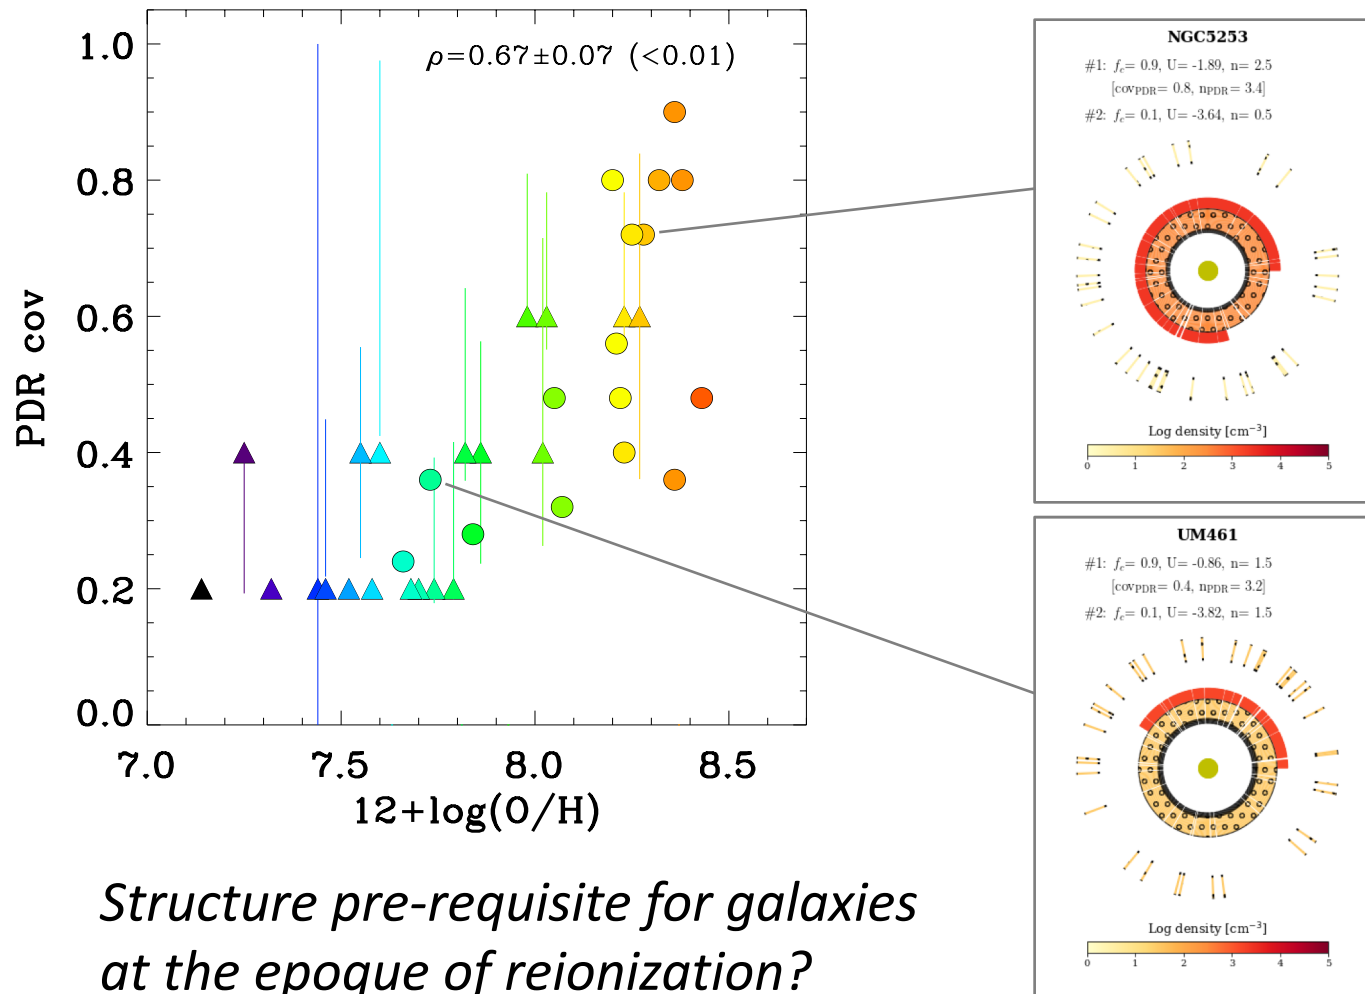 ρ=0.67±0.07 (<0.01)
1.0
0.8
0.6
0.4
0.2
0.0
PDR cov
7.0 7.5 8.0 8.5
12+log(O/H)
NGC5253
#1: fc= 0.9, U= -1.89, n= 2.5
[covPDR= 0.8, nPDR= 3.4]
#2: fc= 0.1, U= -3.64, n= 0.5
Log density [cm−3]
0 1 2 3 4 5
UM461
#1: fc= 0.9, U= -0.86, n= 1.5
[covPDR= 0.4, nPDR= 3.2]
#2: fc= 0.1, U= -3.82, n= 1.5
Log density [cm−3]
0 1 2 3 4 5
Structure pre-requisite for galaxies
at the epoque of reionization?